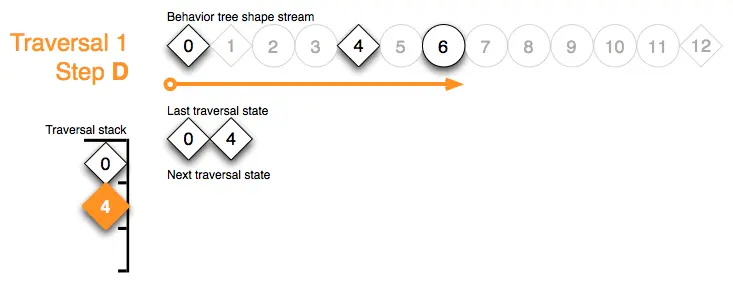 Behavior tree shape stream
Traversal 1
Step D
0 1 2 3 4 5 6 7 8 9 10 11 12
Last traversal state
0 4
Next traversal state
Traversal stack
0
4